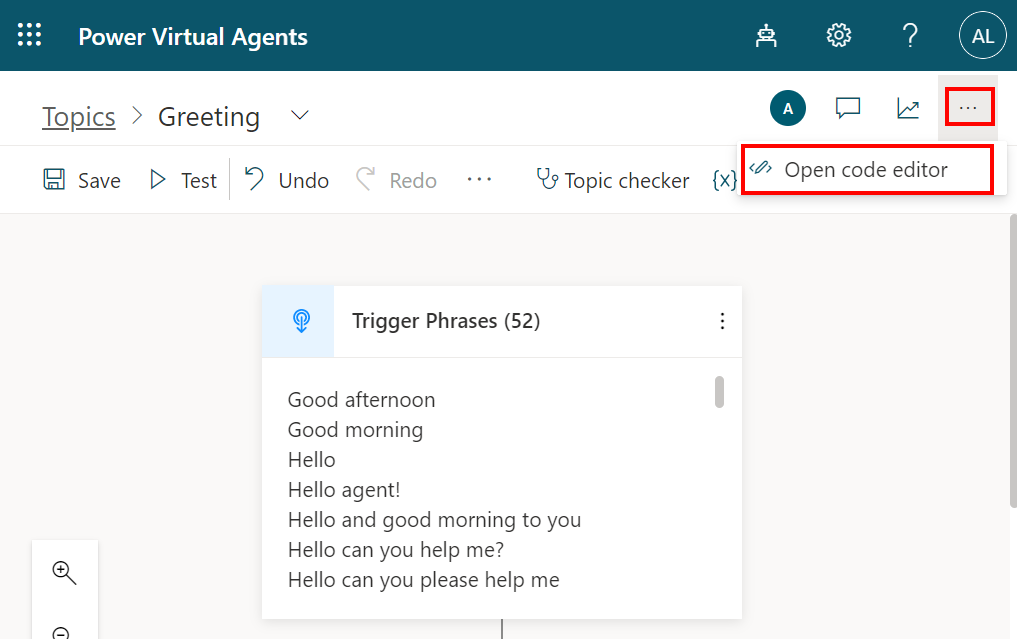 Power Virtual Agents
AL
Topics > Greeting
A
...
Save Test Undo Redo ... Topic checker {x}
Open code editor
Trigger Phrases (52)
Good afternoon
Good morning
Hello
Hello agent!
Hello and good morning to you
Hello can you help me?
Hello can you please help me